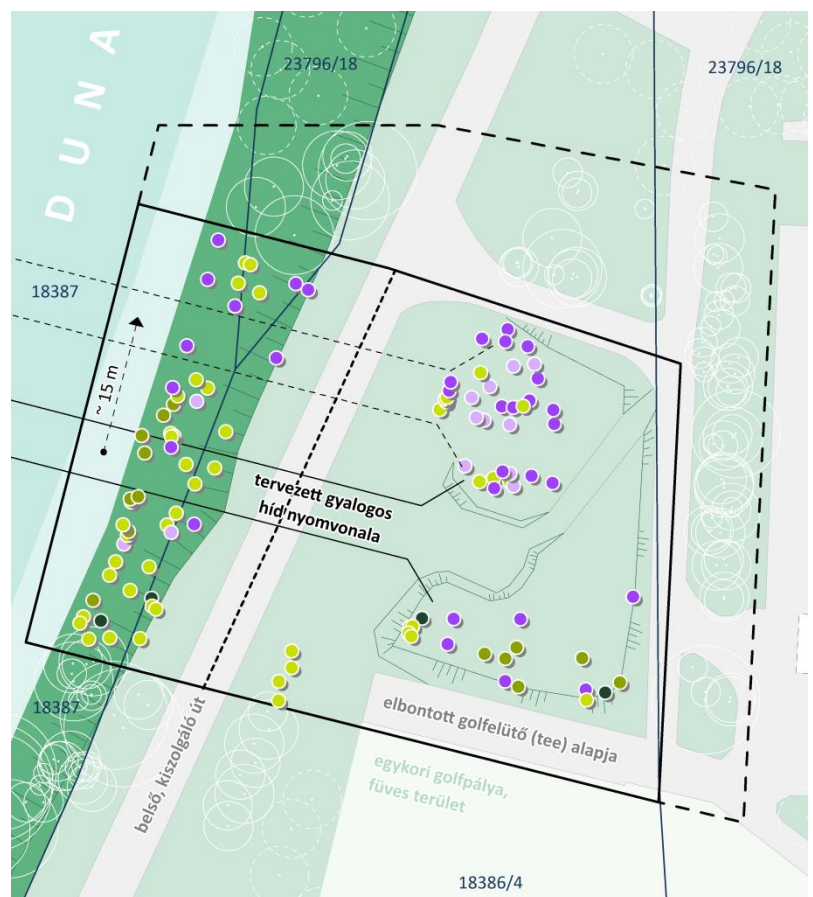 DUNA
23796/18
23796/18
18387
~ 15 m
tervezett gyalogos
híd nyomvonala
18387
belső, kiszolgáló út
elbontott golfelütő (tee) alapja
egykori golfpálya,
füves terület
18386/4